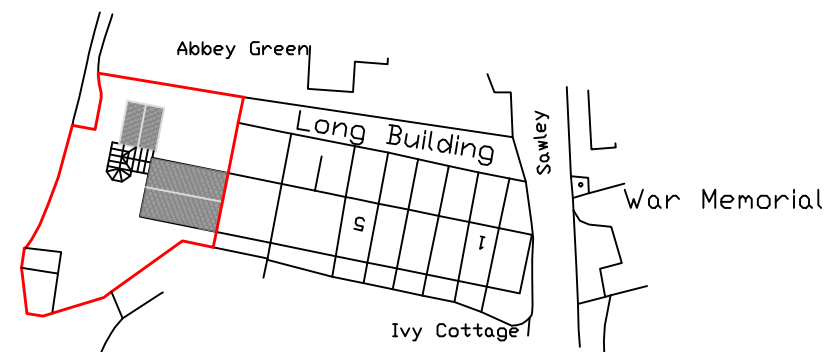 Abbey Green
Long Building
Sawley
War Memorial
5
1
Ivy Cottage